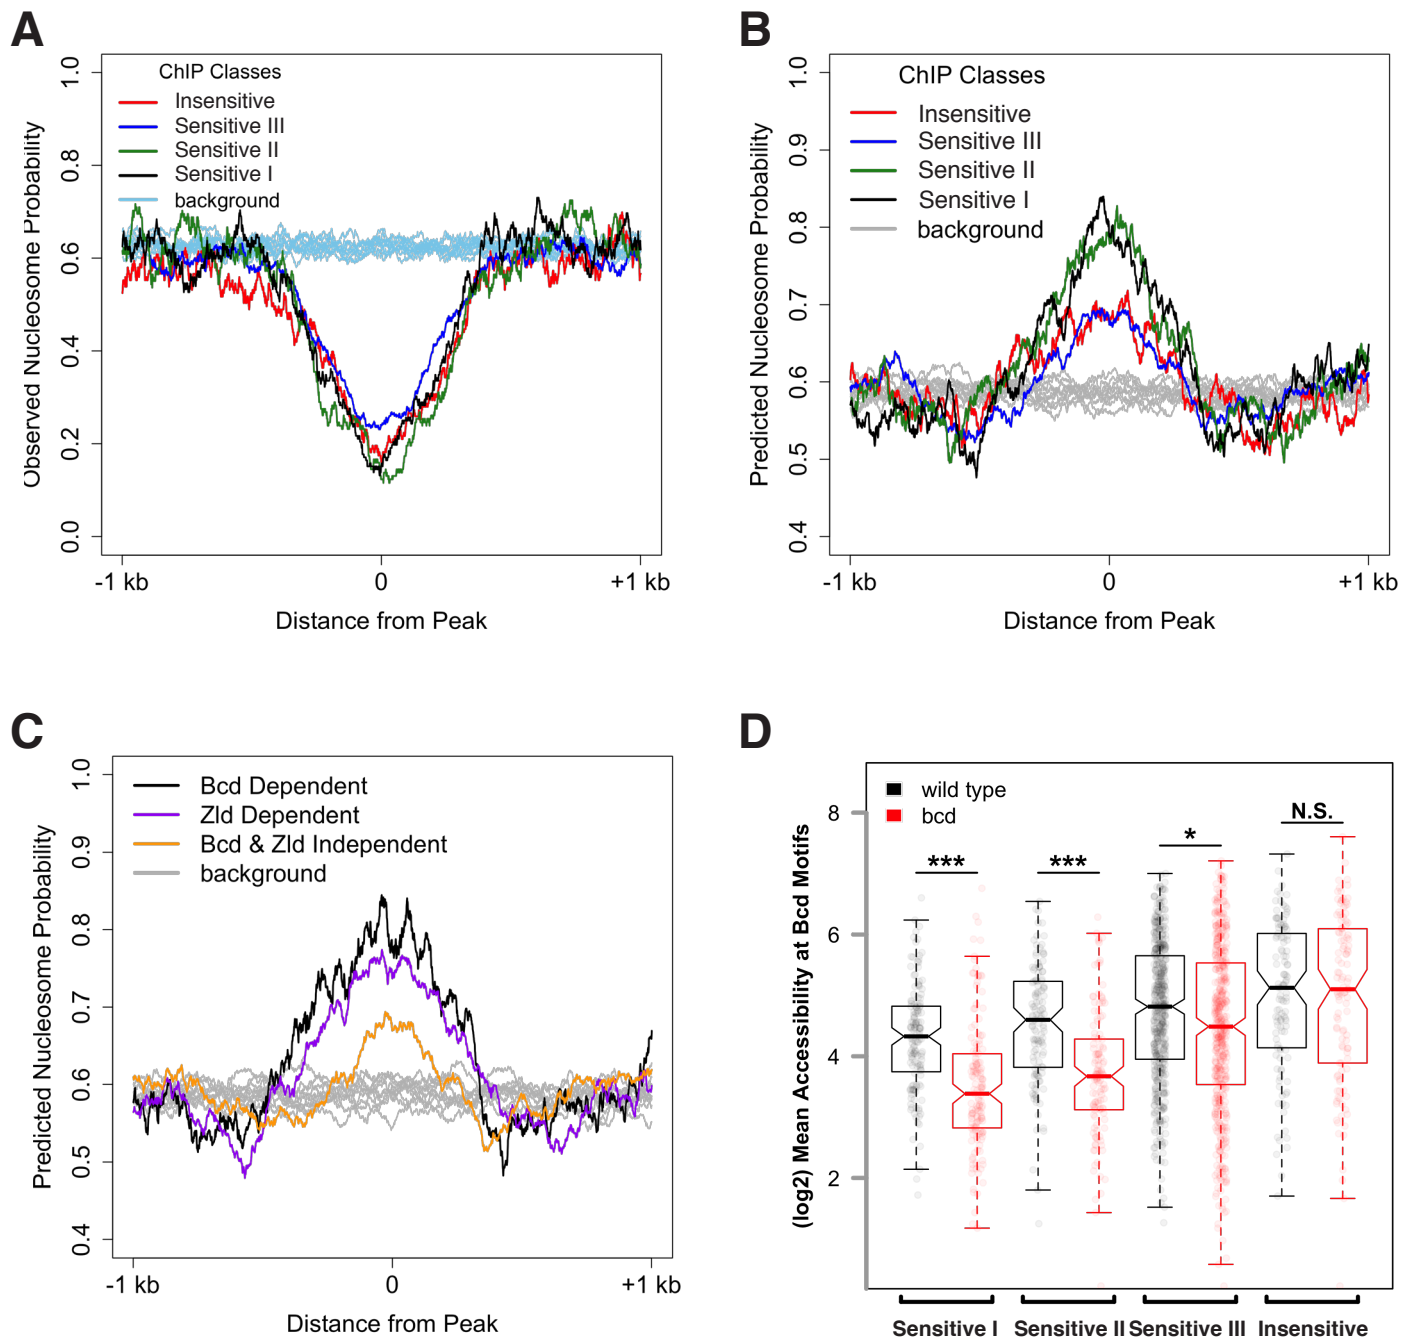 A
ChIP Classes
Insensitive
Sensitive III
Sensitive II
Sensitive I
background
Observed Nucleosome Probability
1.0
0.8
0.6
0.4
0.2
0.0
-1 kb
0
+1 kb
Distance from Peak
B
ChIP Classes
Insensitive
Sensitive III
Sensitive II
Sensitive I
background
Predicted Nucleosome Probability
1.0
0.9
0.8
0.7
0.6
0.5
0.4
-1 kb
0
+1 kb
Distance from Peak
C
Bcd Dependent
Zld Dependent
Bcd & Zld Independent
background
Predicted Nucleosome Probability
1.0
0.9
0.8
0.7
0.6
0.5
0.4
-1 kb
0
+1 kb
Distance from Peak
D
wild type
bcd
(log2) Mean Accessibility at Bcd Motifs
8
6
4
2
***
***
*
N.S.
Sensitive I
Sensitive II
Sensitive III
Insensitive